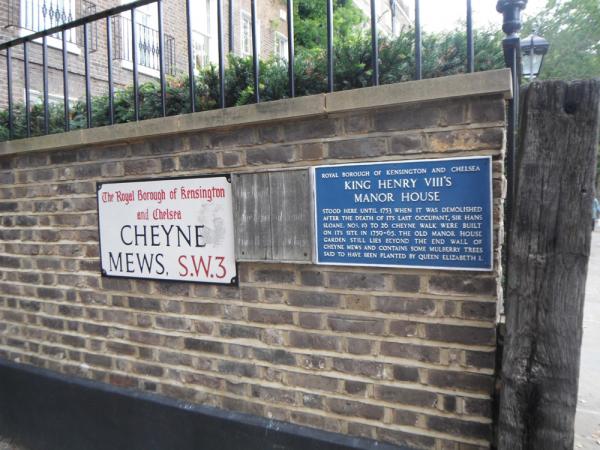 The Royal Borough of Kensington
and Chelsea
CHEYNE
MEWS, S.W.3
ROYAL BOROUGH OF KENSINGTON AND CHELSEA
KING HENRY VIII'S
MANOR HOUSE
STOOD HERE UNTIL 1753 WHEN IT WAS DEMOLISHED
AFTER THE DEATH OF ITS LAST OCCUPANT, SIR HANS
SLOANE. NOS. 19 TO 26 CHEYNE WALK WERE BUILT
ON ITS SITE IN 1759-65. THE OLD MANOR HOUSE
GARDEN STILL LIES BEYOND THE END WALL OF
CHEYNE MEWS AND CONTAINS SOME MULBERRY TREES
SAID TO HAVE BEEN PLANTED BY QUEEN ELIZABETH I.